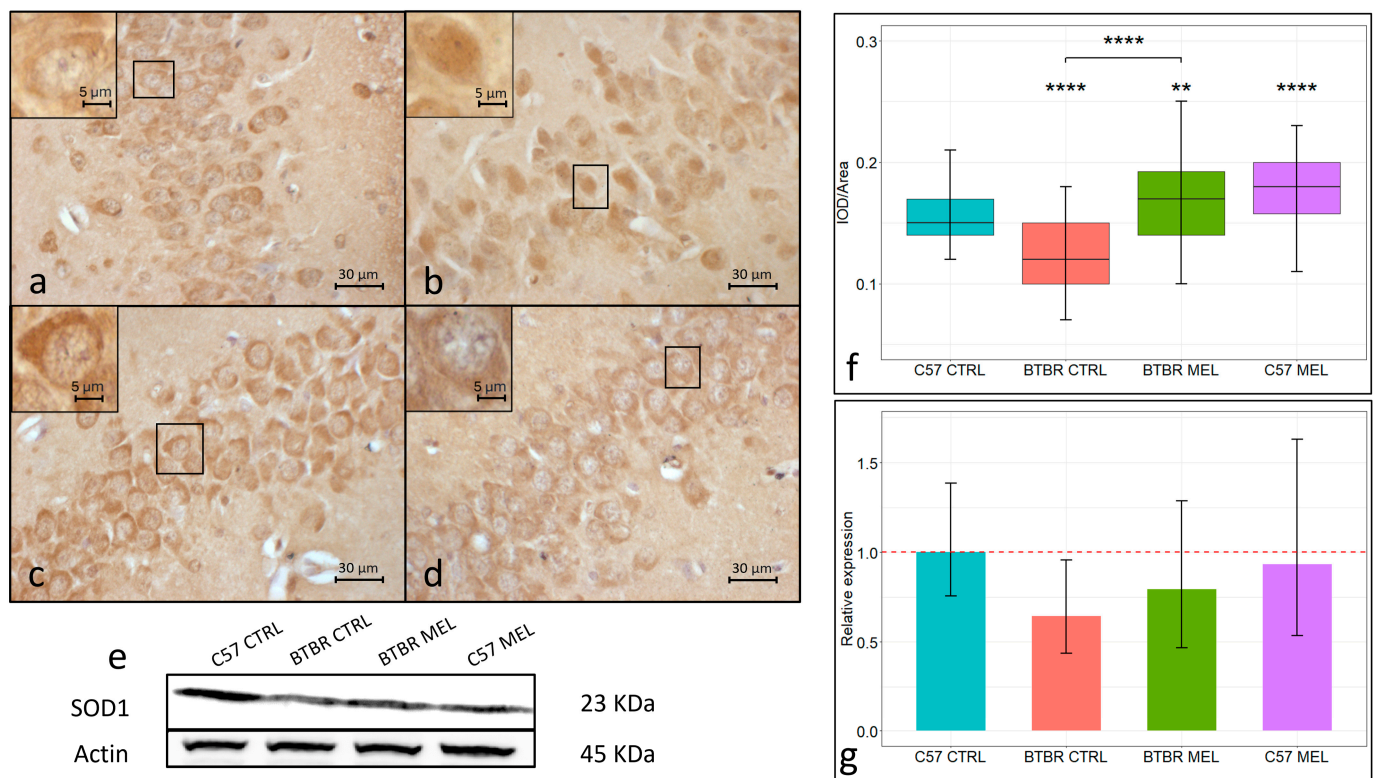 5 µm
30 µm
a
5 µm
30 µm
b
5 µm
30 µm
c
5 µm
30 µm
d
e
C57 CTRL
BTBR CTRL
BTBR MEL
C57 MEL
SOD1
23 KDa
Actin
45 KDa
****
****
**
****
0.3
0.2
0.1
IOD/Area
f
C57 CTRL
BTBR CTRL
BTBR MEL
C57 MEL
1.5
1.0
0.5
0.0
Relative expression
g
C57 CTRL
BTBR CTRL
BTBR MEL
C57 MEL